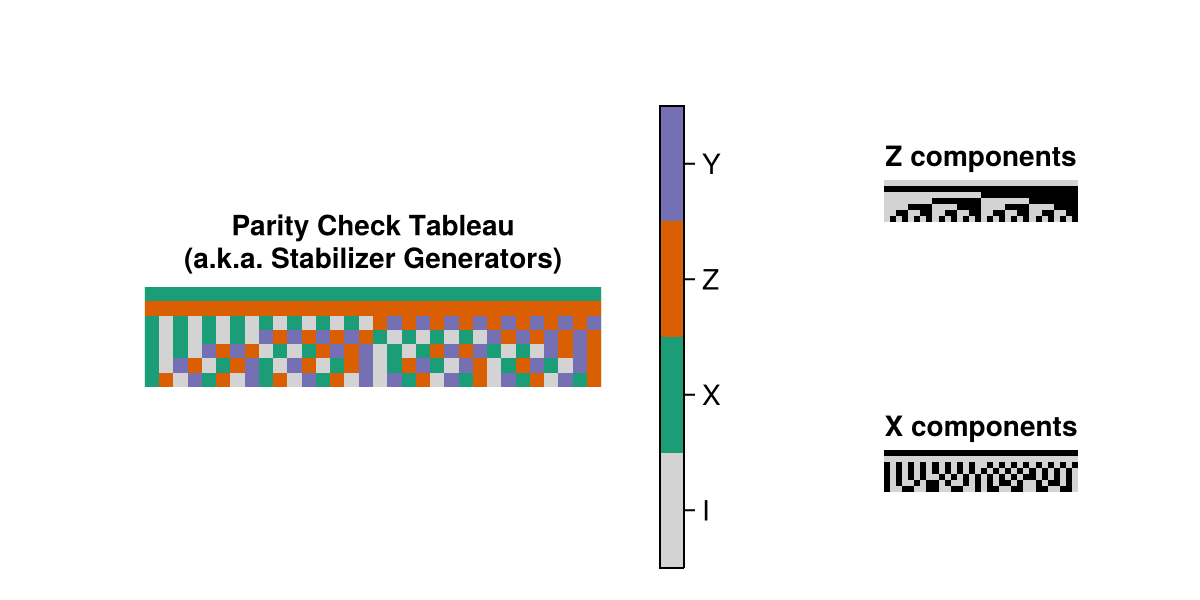 Parity Check Tableau
(a.k.a. Stabilizer Generators)
Y
Z
X
I
Z components
X components